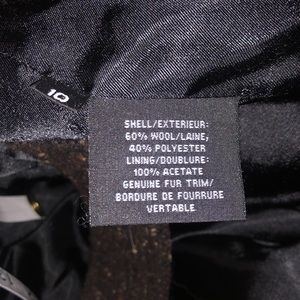 10
SHELL/EXTERIEUR:
60% WOOL/LAINE,
40% POLYESTER
LINING/DOUBLURE:
100% ACETATE
GENUINE FUR TRIM/
BORDURE DE FOURRURE
VERTABLE